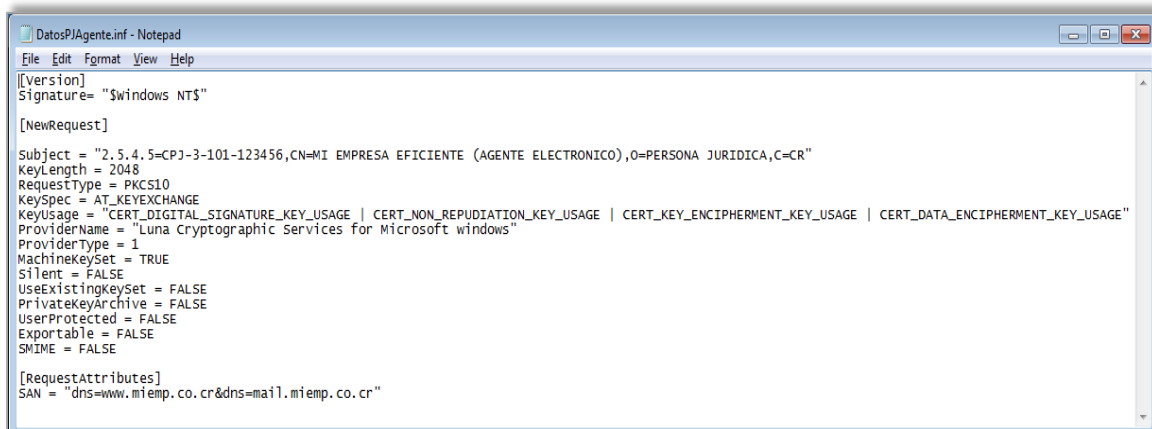 DatosPJAgente.inf - Notepad
File Edit Format View Help
[Version]
Signature= "$Windows NT$"
[NewRequest]
Subject = "2.5.4.5=CPJ-3-101-123456,CN=MI EMPRESA EFICIENTE (AGENTE ELECTRONICO),O=PERSONA JURIDICA,C=CR"
KeyLength = 2048
RequestType = PKCS10
KeySpec = AT_KEYEXCHANGE
KeyUsage = "CERT_DIGITAL_SIGNATURE_KEY_USAGE | CERT_NON_REPUDIATION_KEY_USAGE | CERT_KEY_ENCIPHERMENT_KEY_USAGE | CERT_DATA_ENCIPHERMENT_KEY_USAGE"
ProviderName = "Luna Cryptographic Services for Microsoft windows"
ProviderType = 1
MachineKeySet = TRUE
Silent = FALSE
UseExistingKeySet = FALSE
PrivateKeyArchive = FALSE
UserProtected = FALSE
Exportable = FALSE
SMIME = FALSE
[RequestAttributes]
SAN = "dns=www.miemp.co.cr&dns=mail.miemp.co.cr"